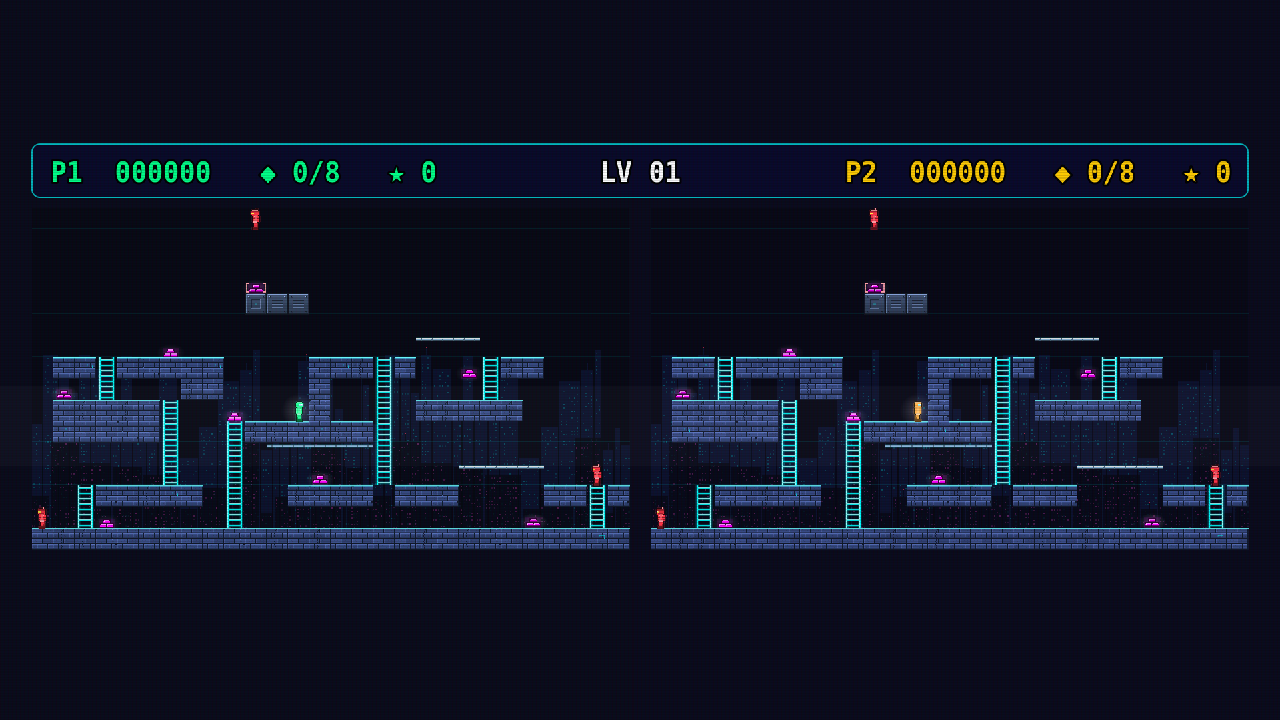 P1 000000 ◆ 0/8 ★ 0 LV 01 P2 000000 ◆ 0/8 ★ 0